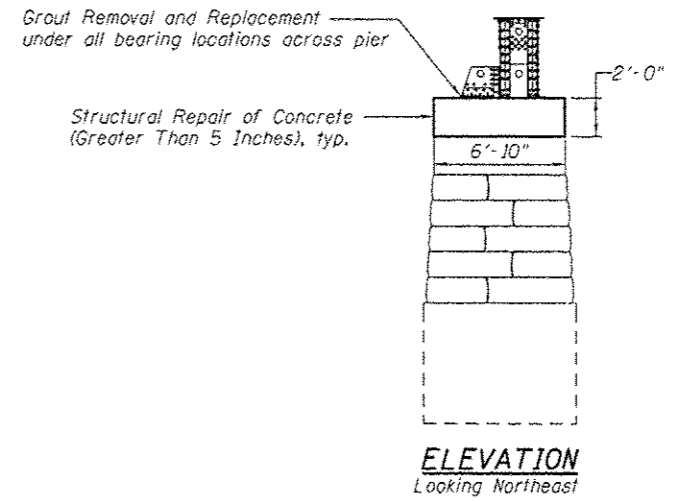 Grout Removal and Replacement
under all bearing locations across pier
2'-0"
Structural Repair of Concrete
(Greater Than 5 Inches), typ.
6'-10"
ELEVATION
Looking Northeast